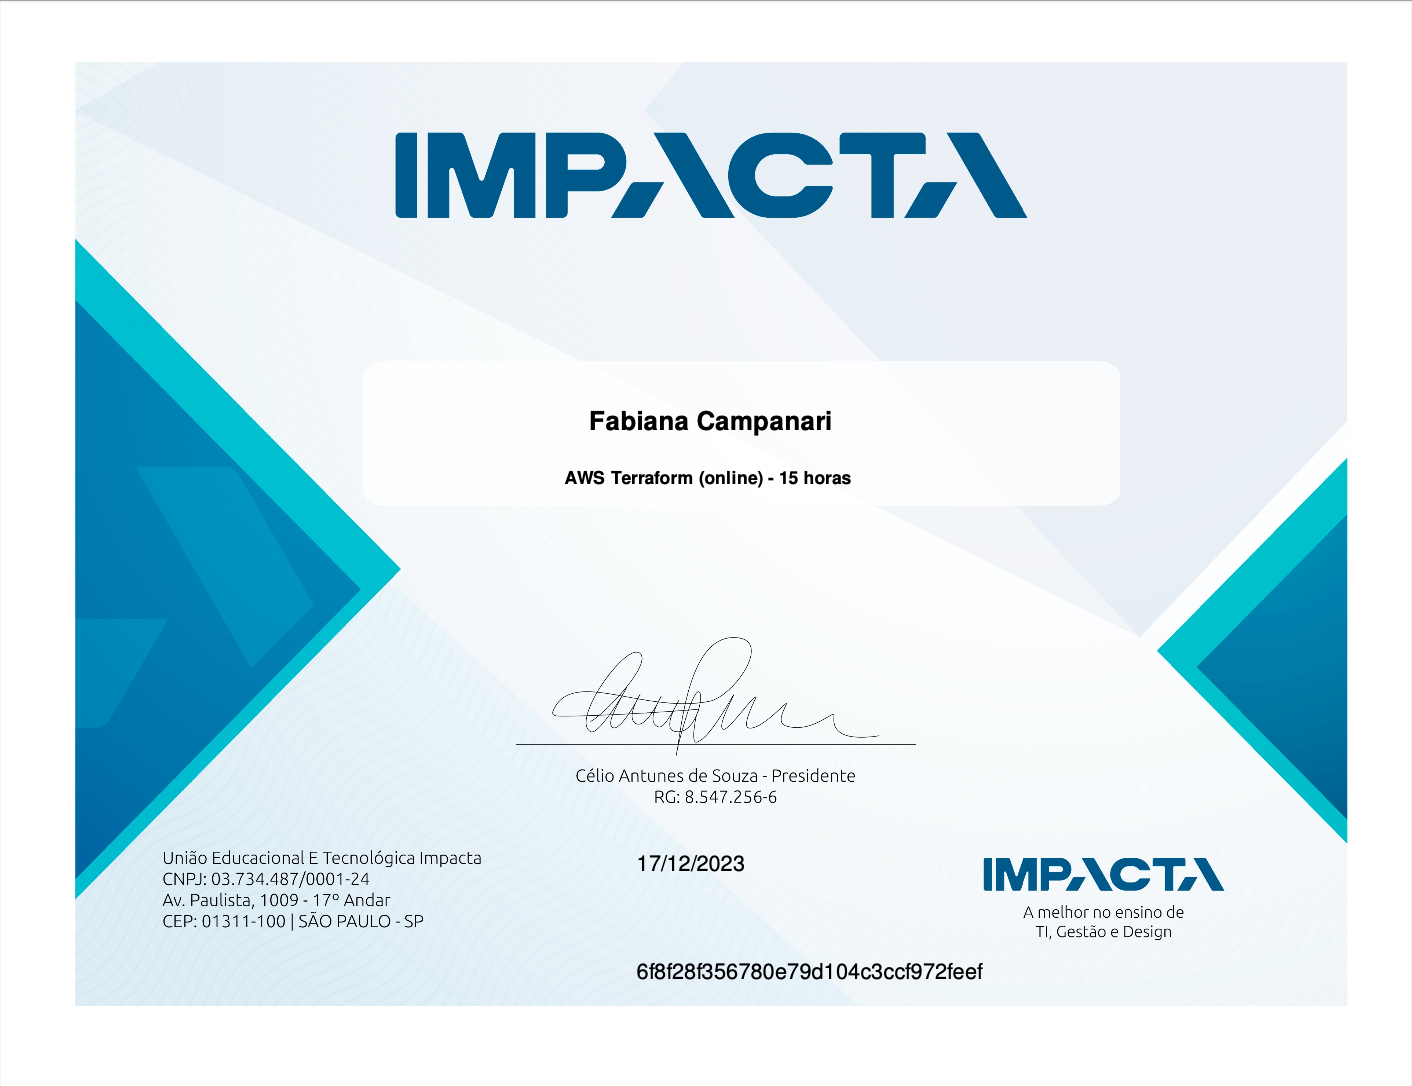 IMPACTA
Fabiana Campanari
AWS Terraform (online) - 15 horas
Célio Antunes de Souza - Presidente
RG: 8.547.256-6
União Educacional E Tecnológica Impacta
CNPJ: 03.734.487/0001-24
Av. Paulista, 1009 - 17º Andar
CEP: 01311-100 | SÃO PAULO - SP
17/12/2023
IMPACTA
A melhor no ensino de
TI, Gestão e Design
6f8f28f356780e79d104c3ccf972feef